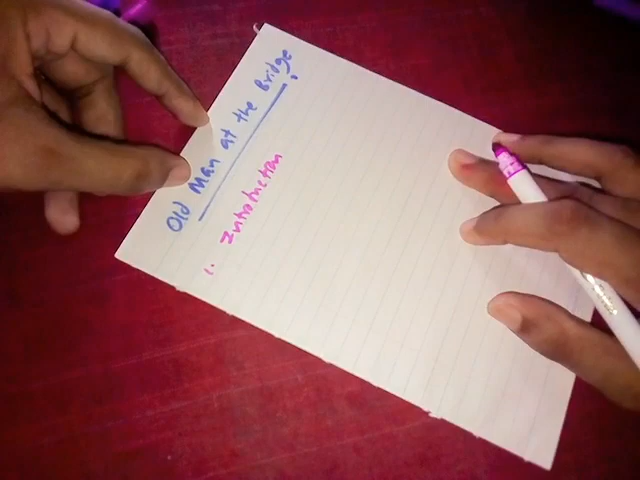 Old Man at the Bridge.
1. Introduction